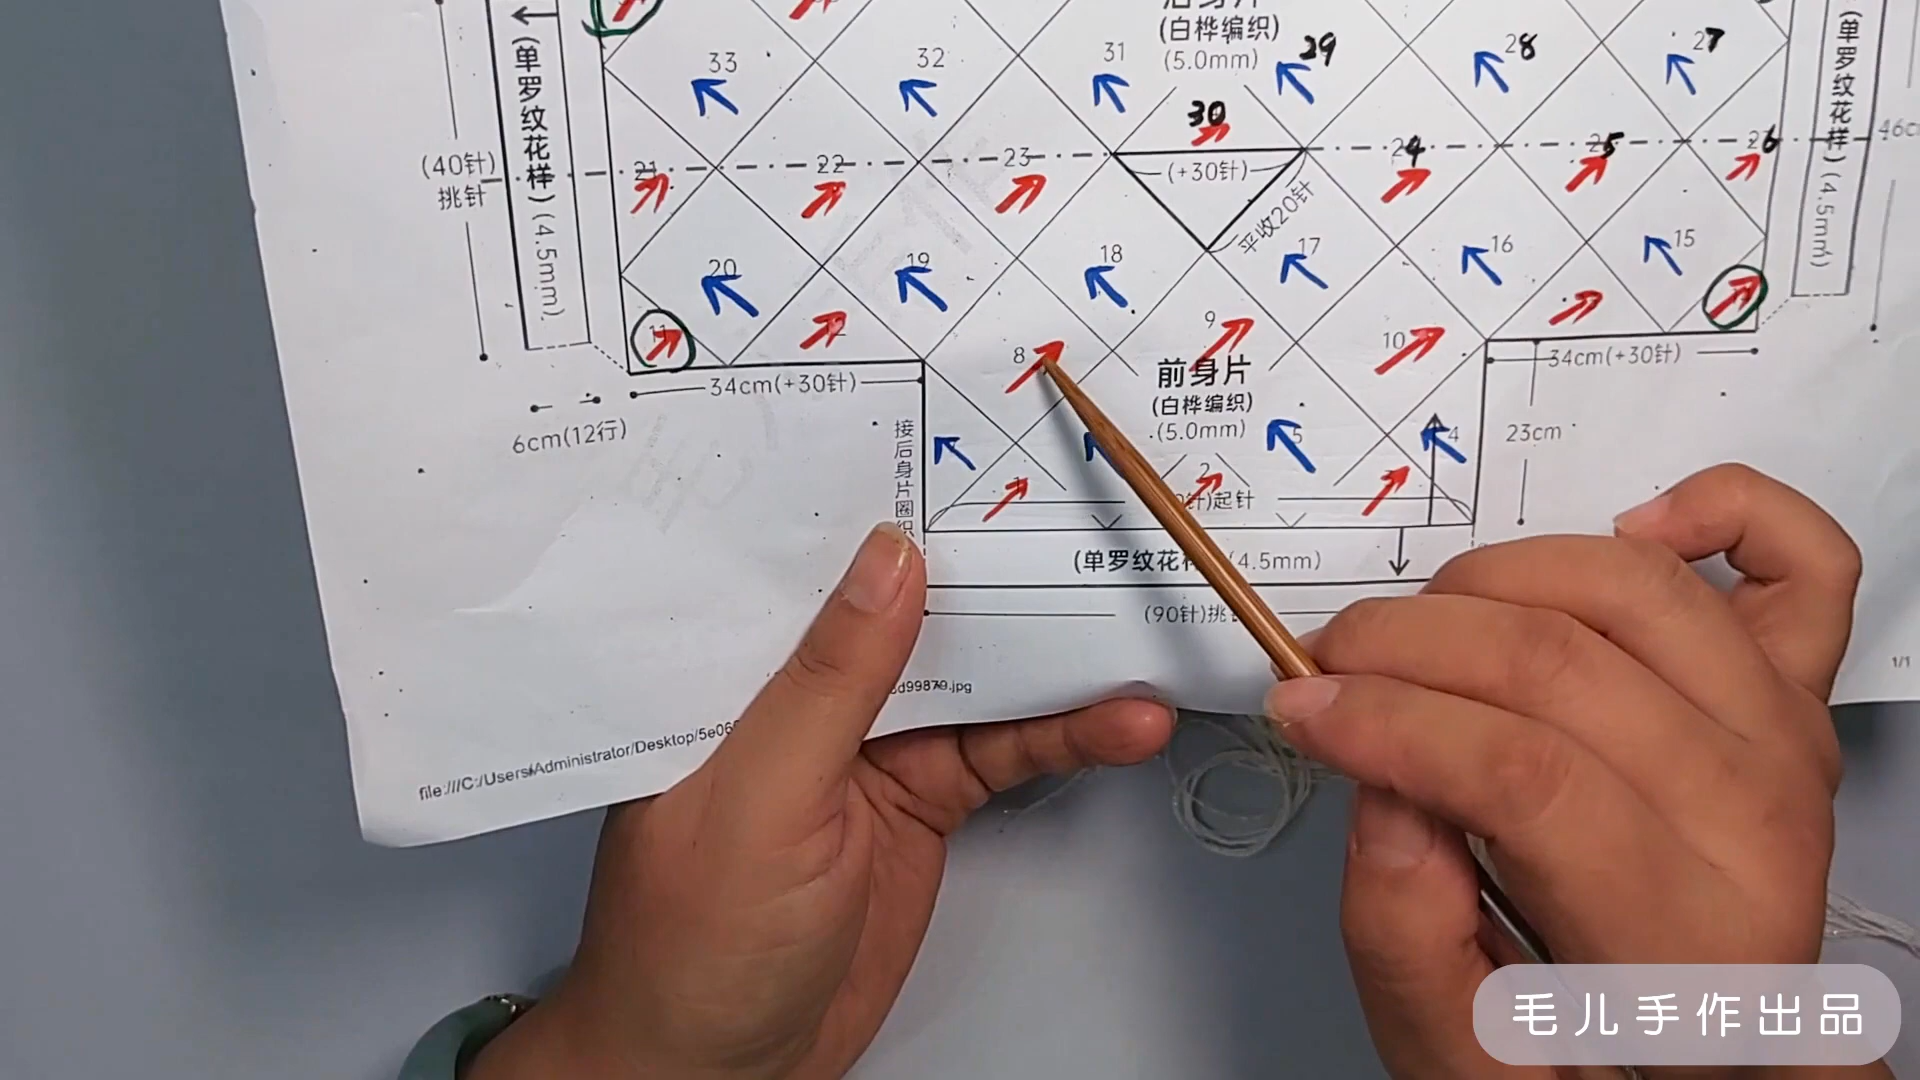 后身片
(白桦编织)
(5.0mm)
(单罗纹花样)(4.5mm)
(单罗纹花样)(4.5mm)
33
32
31
29
28
27
30
46c
(40针)
挑针
21
22
23
(+30针)
24
25
26
平收20针
20
19
18
17
16
15
11
12
8
9
10
34cm(+30针)
34cm(+30针)
前身片
(白桦编织)
(5.0mm)
6cm(12行)
接后身片圈织
5
4
23cm
1
2
3
针)起针
(单罗纹花
4.5mm)
(90针)挑
d99879.jpg
1/1
file:///C:/Users/Administrator/Desktop/5e06
毛儿手作出品